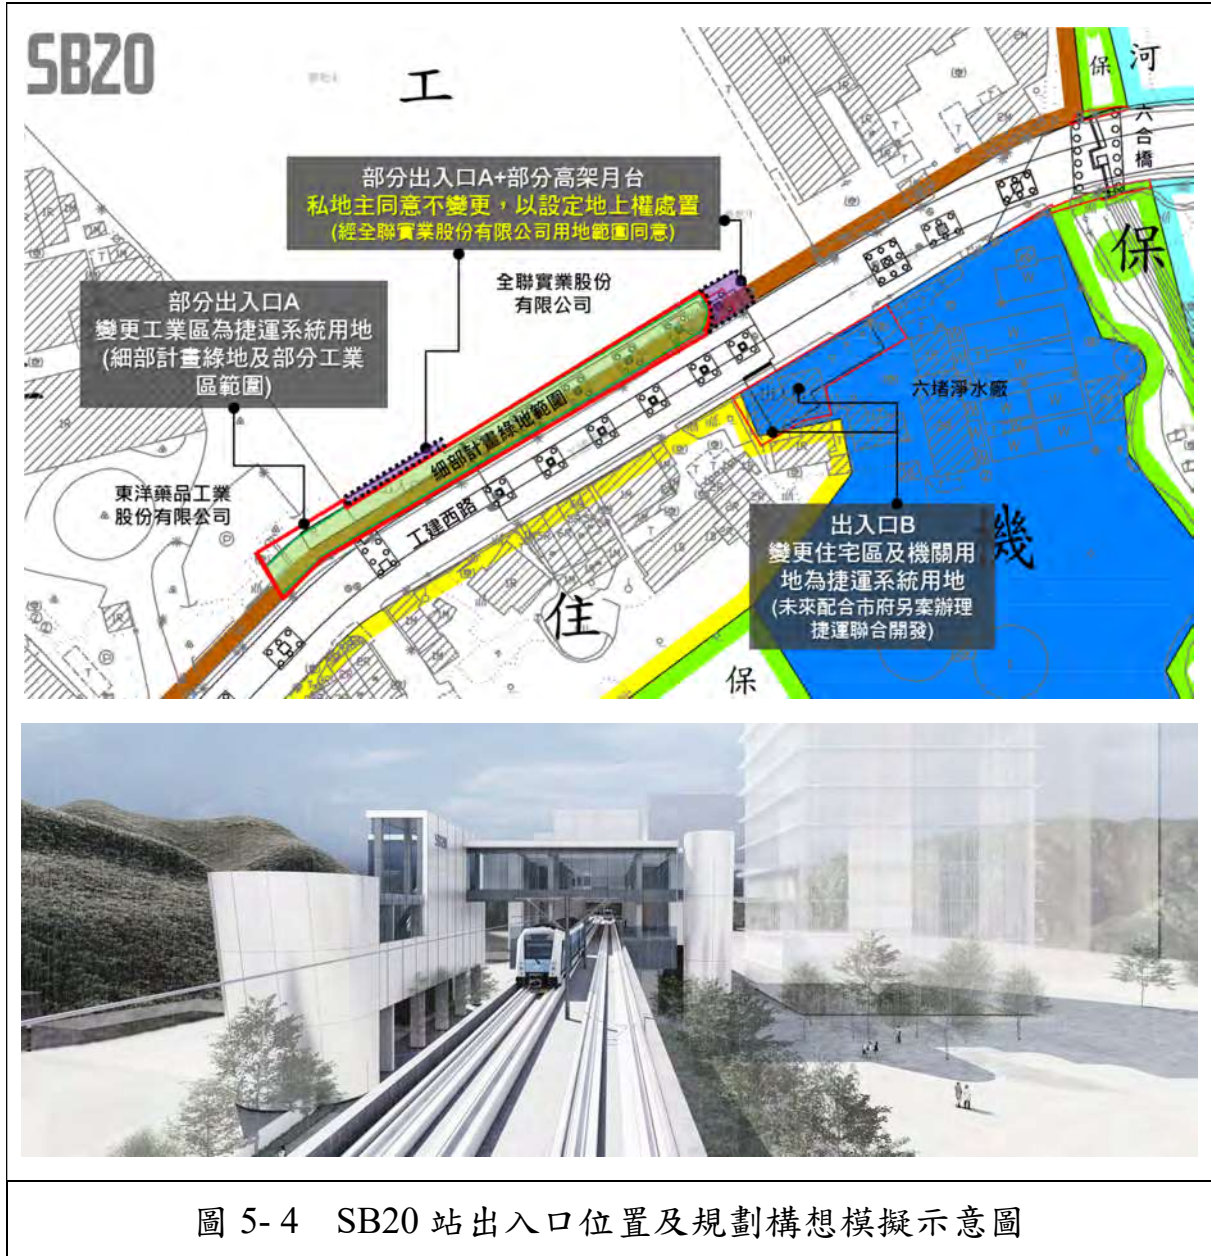 SB20
工
保
河
六合橋
部分出入口A+部分高架月台
私地主同意不變更，以設定地上權處置
(經全聯實業股份有限公司用地範圍同意)
保
全聯實業股份
有限公司
部分出入口A
變更工業區為捷運系統用地
(細部計畫綠地及部分工業
區範圍)
六堵淨水廠
細部計畫綠地範圍
東洋藥品工業
股份有限公司
工建西路
出入口B
變更住宅區及機關用
地為捷運系統用地
(未來配合市府另案辦理
捷運聯合開發)
機
住
保
圖 5- 4 SB20 站出入口位置及規劃構想模擬示意圖